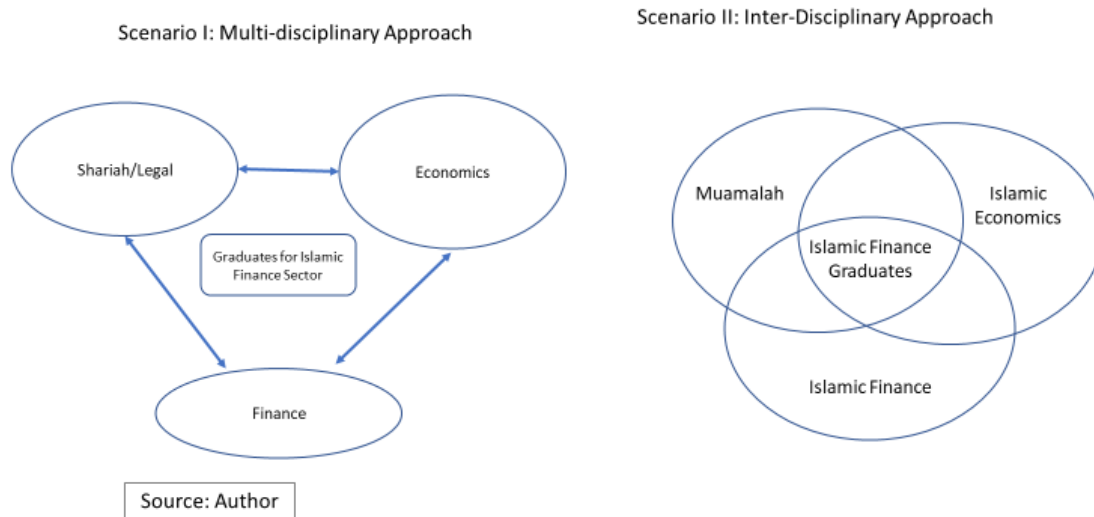 Scenario I: Multi-disciplinary Approach
Shariah/Legal
Economics
Graduates for Islamic
Finance Sector
Finance
Source: Author
Scenario II: Inter-Disciplinary Approach
Muamalah
Islamic
Economics
Islamic Finance
Graduates
Islamic Finance